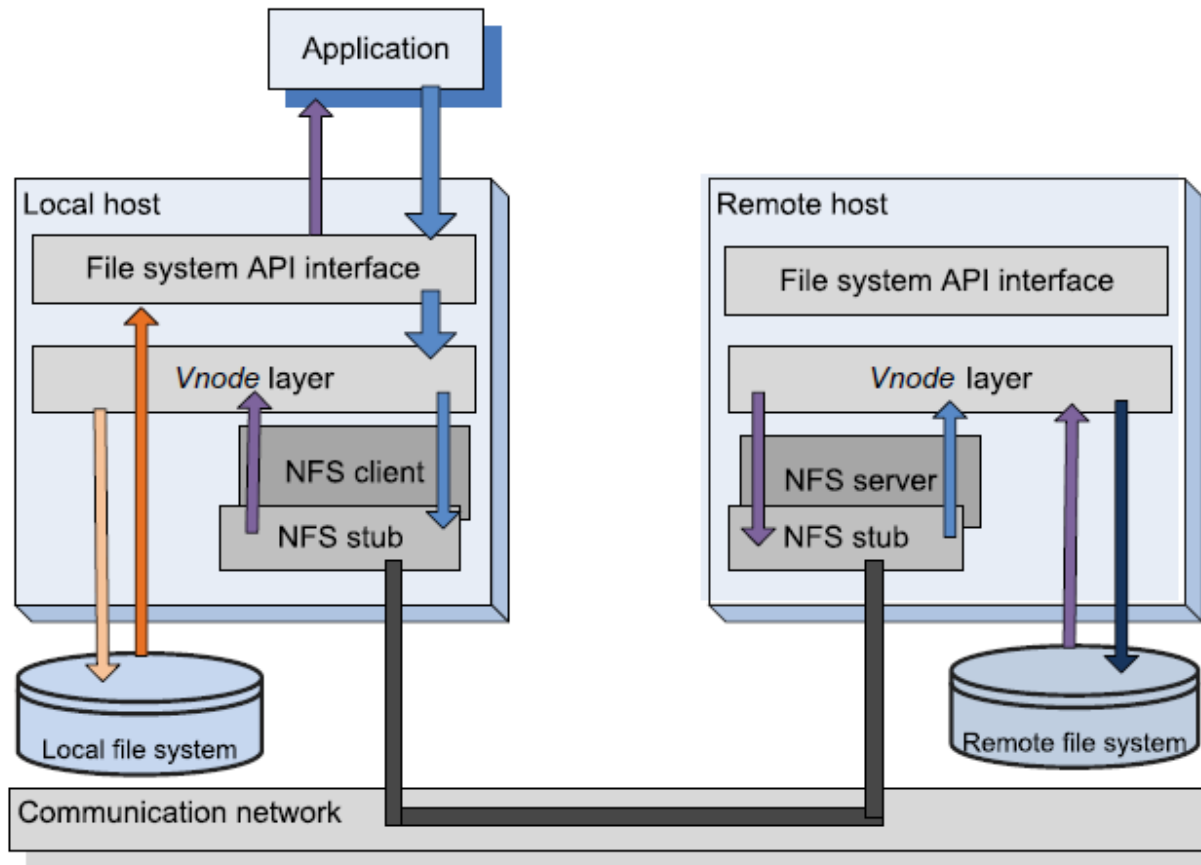 Application
Local host
File system API interface
Vnode layer
NFS client
NFS stub
Local file system
Remote host
File system API interface
Vnode layer
NFS server
NFS stub
Remote file system
Communication network